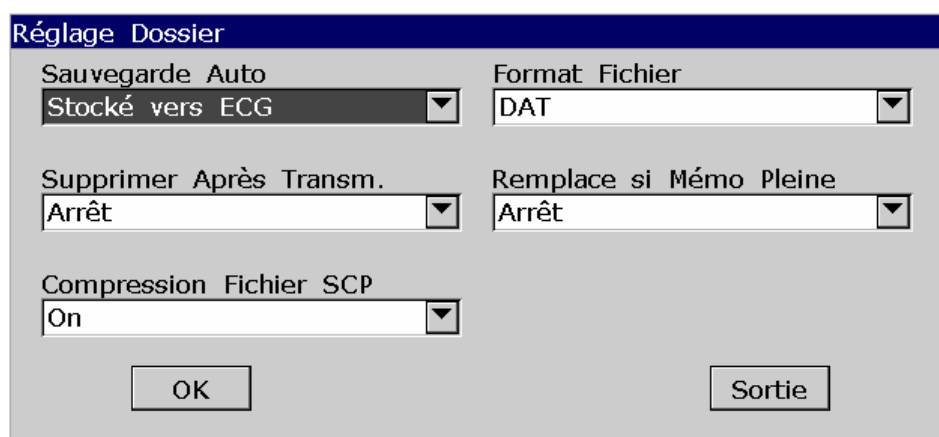 Réglage Dossier
Sauvegarde Auto
Format Fichier
Stocké vers ECG
DAT
Supprimer Après Transm.
Remplace si Mémo Pleine
Arrêt
Arrêt
Compression Fichier SCP
On
OK
Sortie